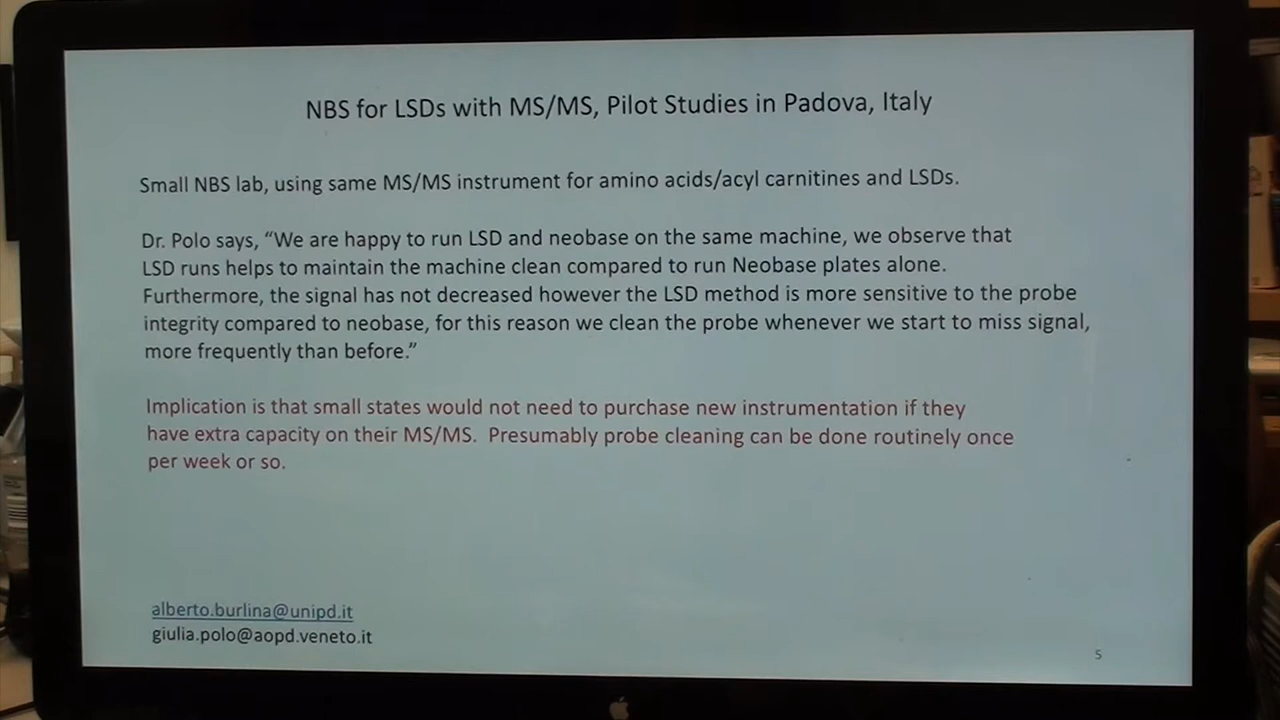 NBS for LSDs with MS/MS, Pilot Studies in Padova, Italy
Small NBS lab, using same MS/MS instrument for amino acids/acyl carnitines and LSDs.
Dr. Polo says, “We are happy to run LSD and neobase on the same machine, we observe that
LSD runs helps to maintain the machine clean compared to run Neobase plates alone.
Furthermore, the signal has not decreased however the LSD method is more sensitive to the probe
integrity compared to neobase, for this reason we clean the probe whenever we start to miss signal,
more frequently than before.”
Implication is that small states would not need to purchase new instrumentation if they
have extra capacity on their MS/MS.  Presumably probe cleaning can be done routinely once
per week or so.
alberto.burlina@unipd.it
giulia.polo@aopd.veneto.it
5